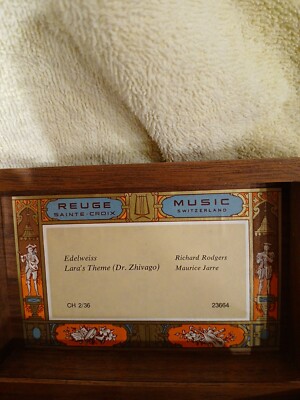 REUGE MUSIC
SAINTE-CROIX SWITZERLAND
Edelweiss Richard Rodgers
Lara's Theme (Dr. Zhivago) Maurice Jarre
CH 2/36 23664